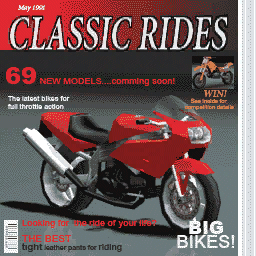 May 1998
CLASSIC RIDES
69 NEW MODELS....comming soon!
The latest bikes for
full throttle action
WIN!
See inside for
competition details
Looking for the ride of your life?
THE BEST
tight leather pants for riding
BIG
BIKES!